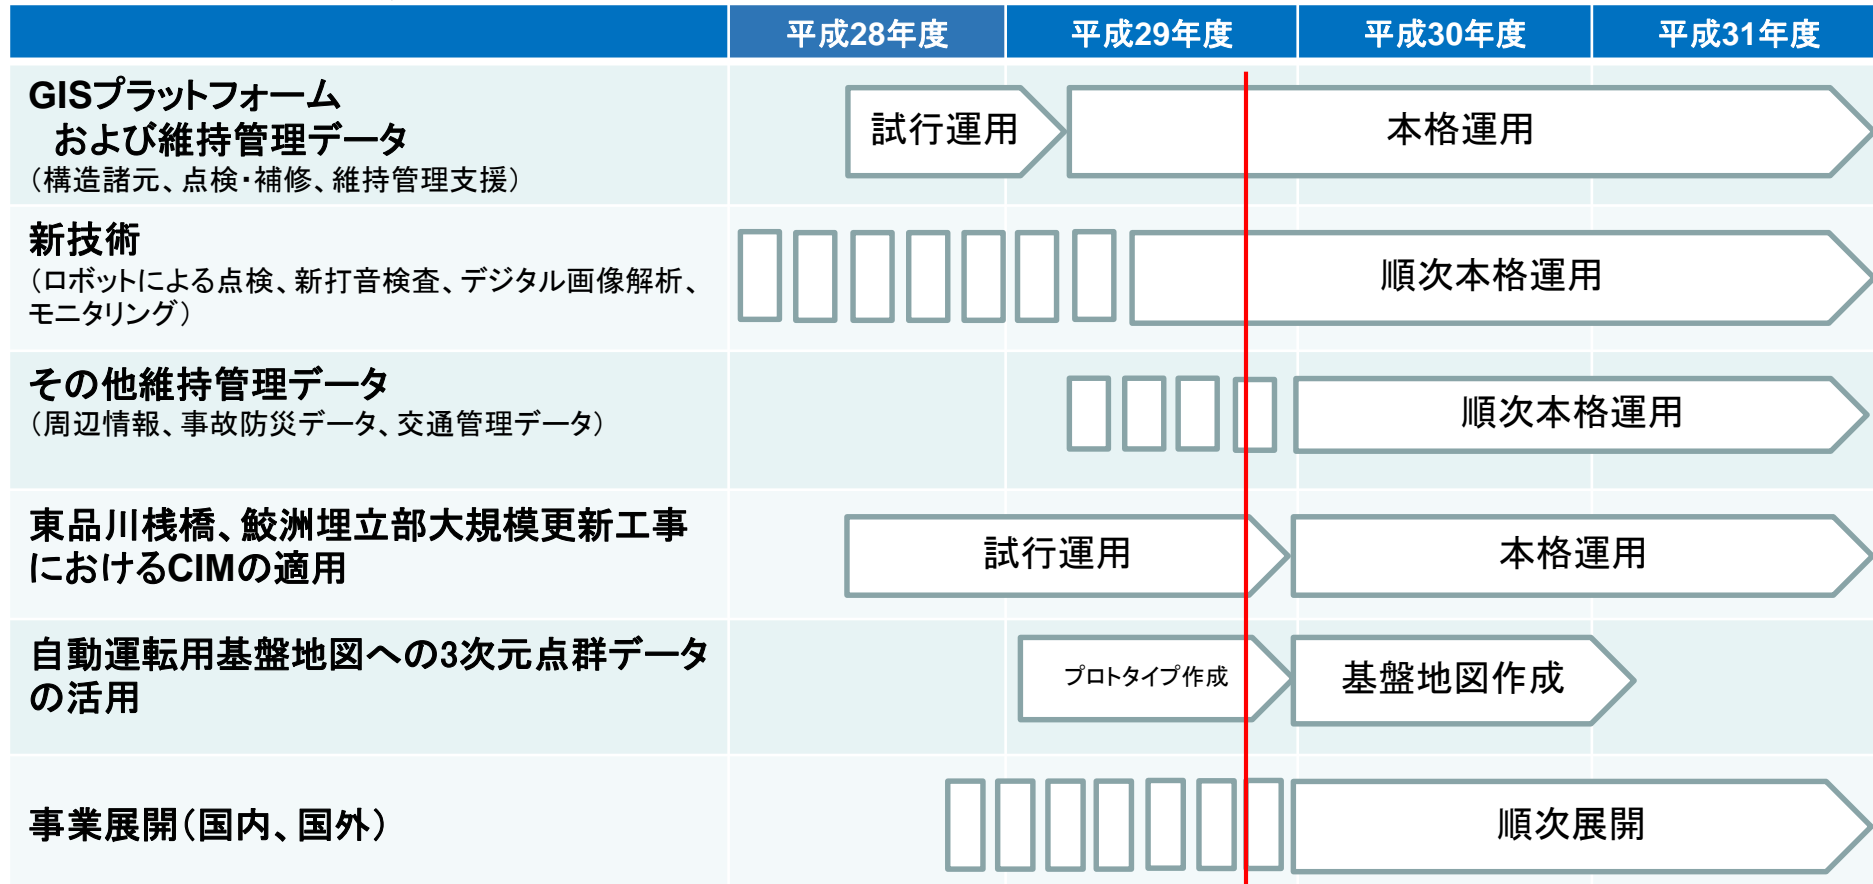 平成28年度 平成29年度 平成30年度 平成31年度
GISプラットフォーム
および維持管理データ
（構造諸元、点検・補修、維持管理支援）
試行運用 本格運用
新技術
（ロボットによる点検、新打音検査、デジタル画像解析、
モニタリング）
順次本格運用
その他維持管理データ
（周辺情報、事故防災データ、交通管理データ）
順次本格運用
東品川桟橋、鮫洲埋立部大規模更新工事
におけるCIMの適用
試行運用 本格運用
自動運転用基盤地図への3次元点群データ
の活用
プロトタイプ作成 基盤地図作成
事業展開（国内、国外）
順次展開